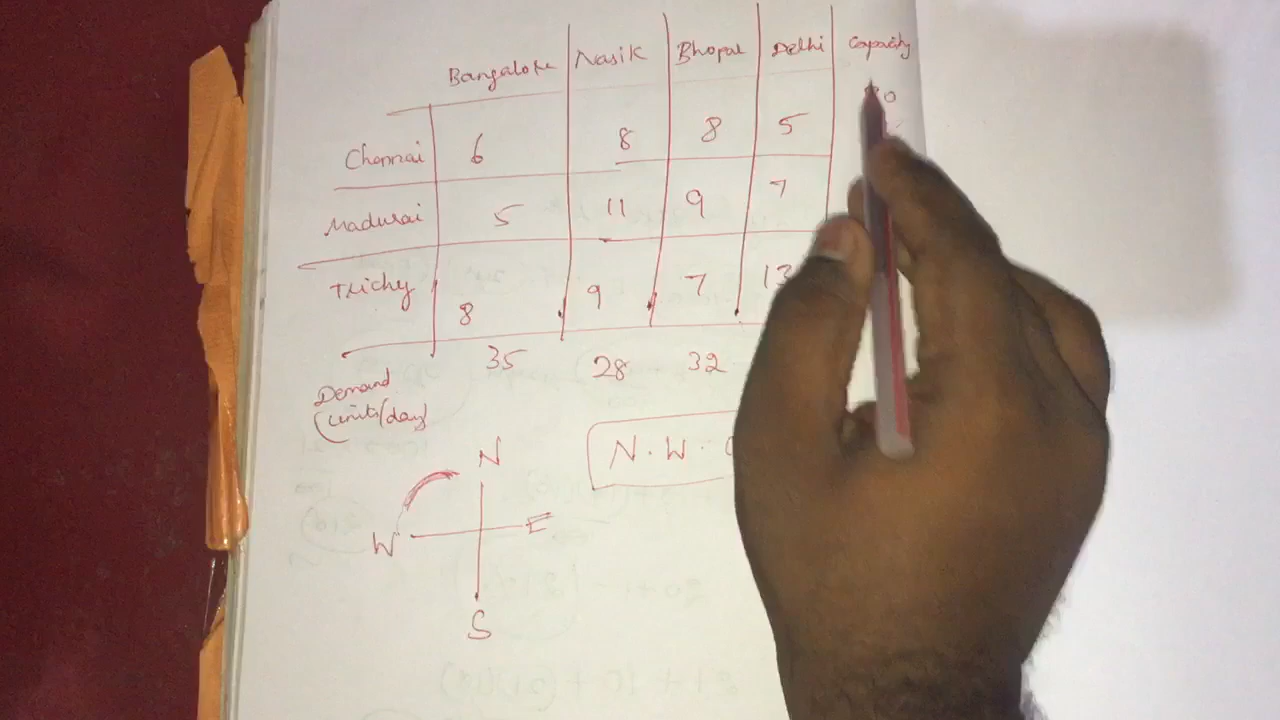 Bangalore Nasik Bhopal Delhi Capacity
Chennai 6 8 8 5
Madurai 5 11 9 7
Trichy 8 9 7 13
35 28 32
Demand
(units/day)
N
N.W.
W E
S